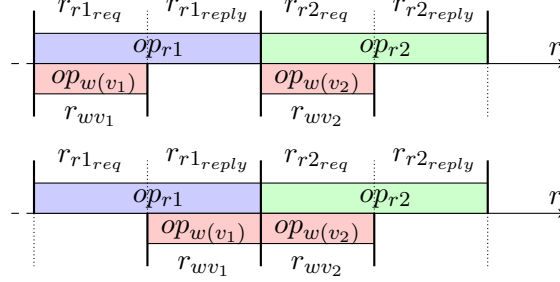 r_{r1_{req}} r_{r1_{reply}} r_{r2_{req}} r_{r2_{reply}}
op_{r1} op_{r2} r
op_{w(v_1)} op_{w(v_2)}
r_{wv_1} r_{wv_2}
r_{r1_{req}} r_{r1_{reply}} r_{r2_{req}} r_{r2_{reply}}
op_{r1} op_{r2} r
op_{w(v_1)} op_{w(v_2)}
r_{wv_1} r_{wv_2}